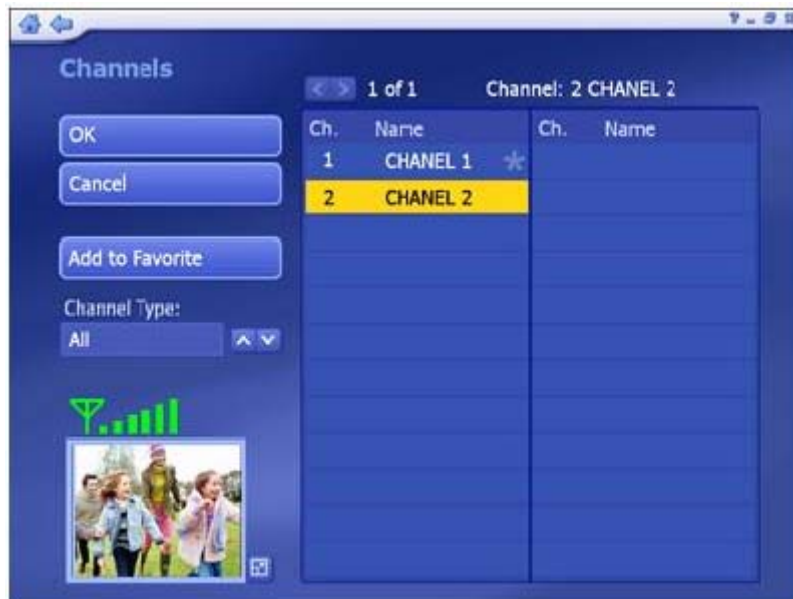 Channels
1 of 1 Channel: 2 CHANEL 2
OK
Cancel
Add to Favorite
Channel Type:
All
Ch. Name Ch. Name
1 CHANEL 1 *
2 CHANEL 2